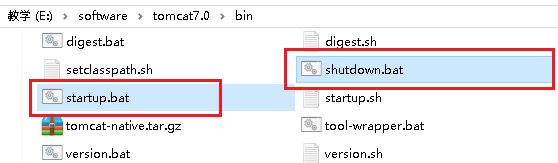 教学 (E:) > software > tomcat7.0 > bin
digest.bat
digest.sh
setclasspath.sh
shutdown.bat
startup.bat
startup.sh
tomcat-native.tar.gz
tool-wrapper.bat
version.bat
version.sh